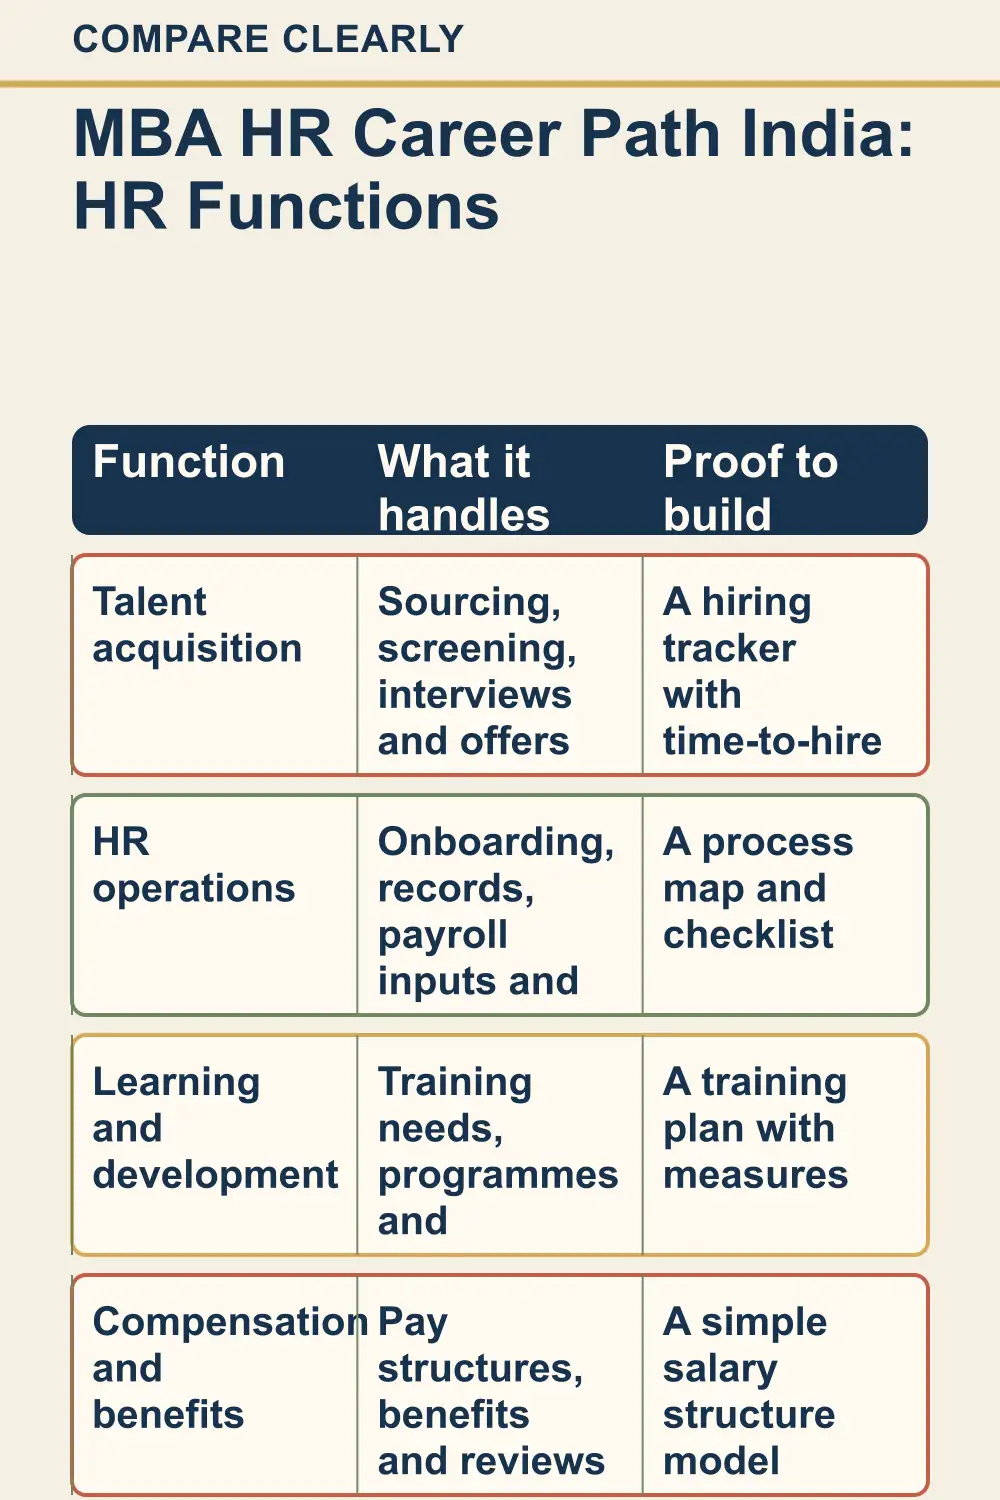 COMPARE CLEARLY
MBA HR Career Path India:
HR Functions
Function
What it
handles
Proof to
build
Talent
acquisition
Sourcing,
screening,
interviews
and offers
A hiring
tracker
with
time-to-hire
HR
operations
Onboarding,
records,
payroll
inputs and
A process
map and
checklist
Learning
and
development
Training
needs,
programmes
and
A training
plan with
measures
Compensation
and
benefits
Pay
structures,
benefits
and reviews
A simple
salary
structure
model